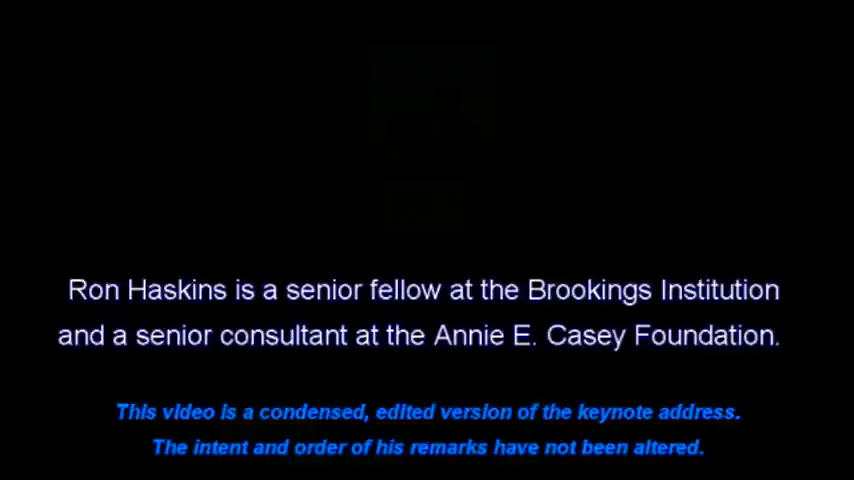 Ron Haskins is a senior fellow at the Brookings Institution
and a senior consultant at the Annie E. Casey Foundation.
This video is a condensed, edited version of the keynote address.
The intent and order of his remarks have not been altered.